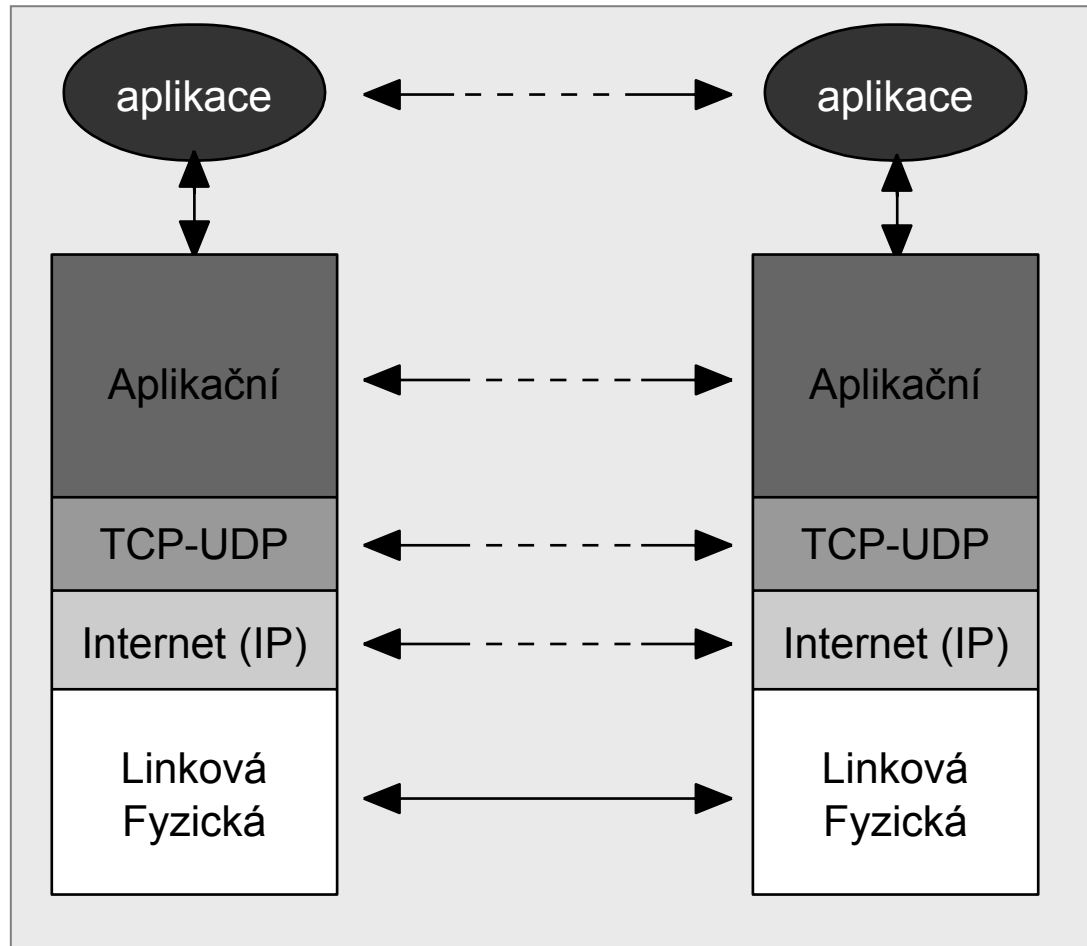 aplikace
aplikace
Aplikační
Aplikační
TCP-UDP
TCP-UDP
Internet (IP)
Internet (IP)
Linková
Fyzická
Linková
Fyzická